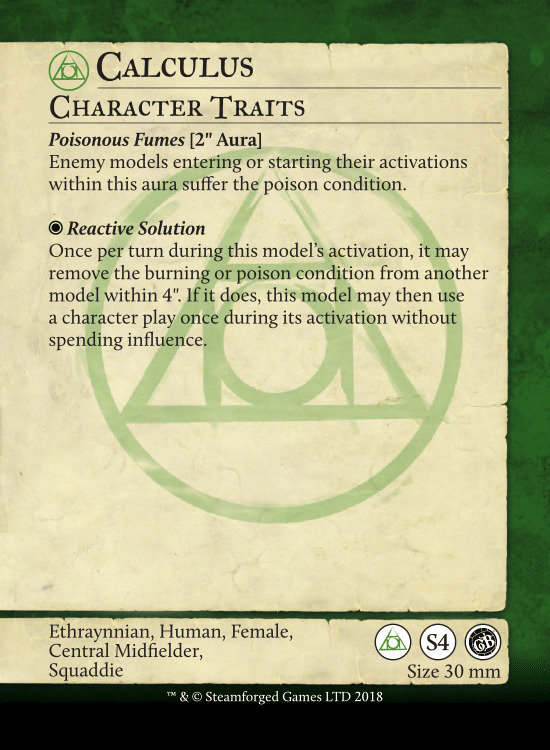 Calculus
Character Traits
Poisonous Fumes [2" Aura]
Enemy models entering or starting their activations
within this aura suffer the poison condition.
Reactive Solution
Once per turn during this model's activation, it may
remove the burning or poison condition from another
model within 4". If it does, this model may then use
a character play once during its activation without
spending influence.
Ethraynnian, Human, Female,
Central Midfielder,
Squaddie
S4
GB
Size 30 mm
™ & © Steamforged Games LTD 2018